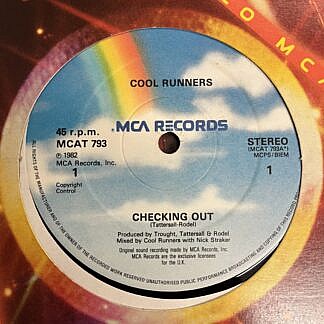 O MCA
COOL RUNNERS
MCA RECORDS
45 r.p.m.
MCAT 793
℗ 1982
MCA Records, Inc.
1
Copyright
Control
STEREO
(MCAT 793A*)
MCPS/BIEM
1
CHECKING OUT
(Tattersall-Rodel)
Produced by Trought, Tattersall & Rodel
Mixed by Cool Runners with Nick Straker
Original sound recording made by MCA Records, Inc.
MCA Records are the exclusive licensees
for the U.K.
ALL RIGHTS OF THE MANUFACTURER AND OF THE OWNER OF THE RECORDED WORK RESERVED UNAUTHORISED PUBLIC PERFORMANCE BROADCASTING AND COPYING OF THIS RECORD PROHIBITED